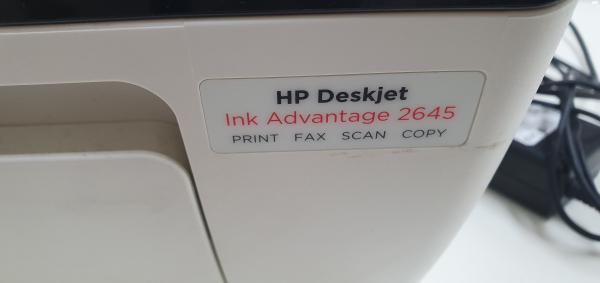 HP Deskjet
Ink Advantage 2645
PRINT FAX SCAN COPY